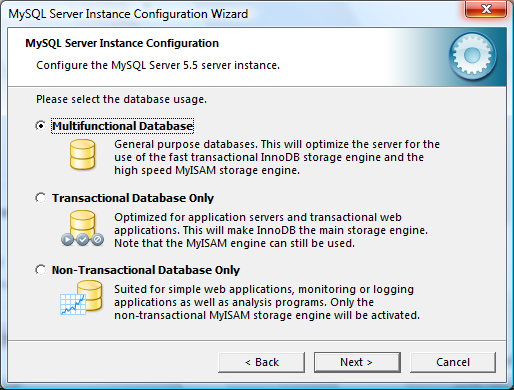 MySQL Server Instance Configuration Wizard
MySQL Server Instance Configuration
Configure the MySQL Server 5.5 server instance.
Please select the database usage.
Multifunctional Database
General purpose databases. This will optimize the server for the
use of the fast transactional InnoDB storage engine and the
high speed MyISAM storage engine.
Transactional Database Only
Optimized for application servers and transactional web
applications. This will make InnoDB the main storage engine.
Note that the MyISAM engine can still be used.
Non-Transactional Database Only
Suited for simple web applications, monitoring or logging
applications as well as analysis programs. Only the
non-transactional MyISAM storage engine will be activated.
< Back Next > Cancel